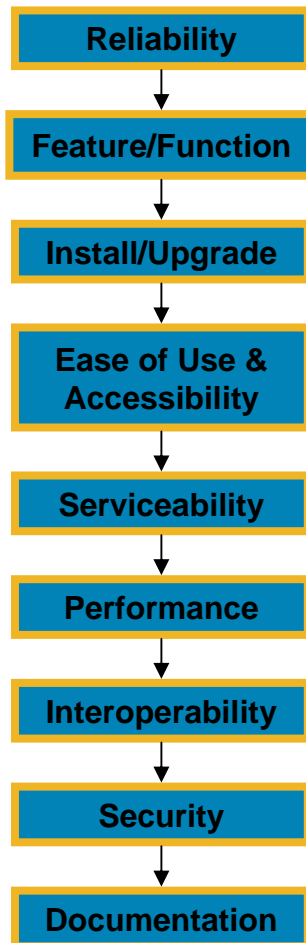 Reliability
Feature/Function
Install/Upgrade
Ease of Use &
Accessibility
Serviceability
Performance
Interoperability
Security
Documentation